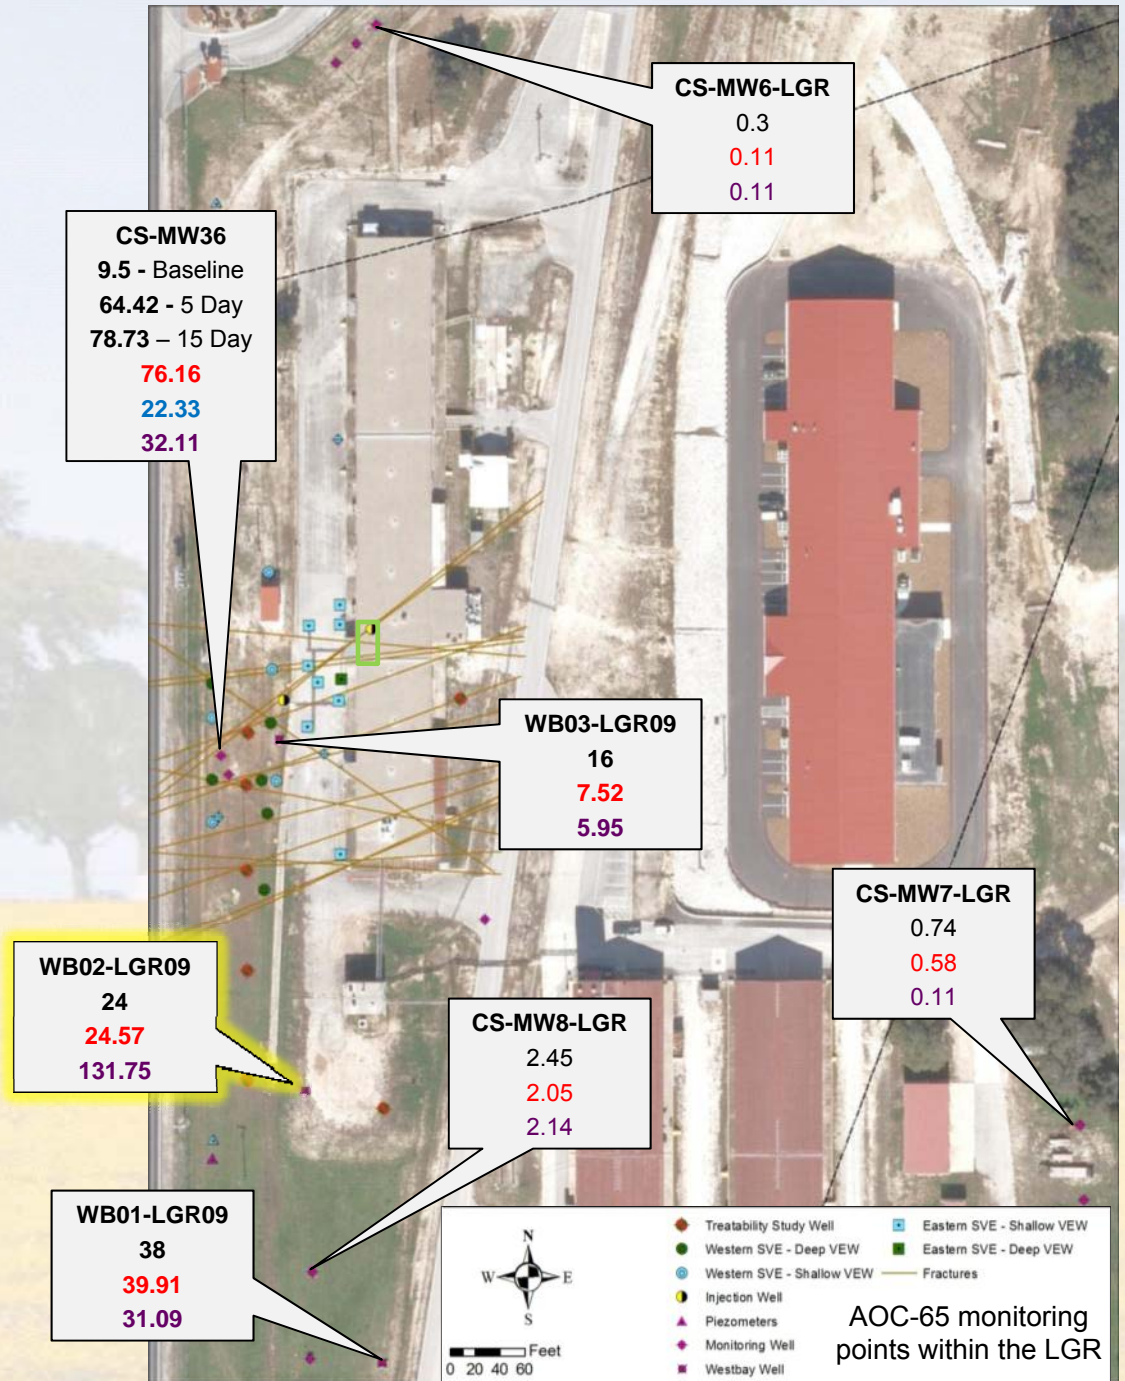 CS-MW6-LGR
0.3
0.11
0.11
CS-MW36
9.5 - Baseline
64.42 - 5 Day
78.73 – 15 Day
76.16
22.33
32.11
WB03-LGR09
16
7.52
5.95
CS-MW7-LGR
0.74
0.58
0.11
WB02-LGR09
24
24.57
131.75
CS-MW8-LGR
2.45
2.05
2.14
WB01-LGR09
38
39.91
31.09
N
W E
S
Feet
0 20 40 60
Treatability Study Well
Western SVE - Deep VEW
Western SVE - Shallow VEW
Injection Well
Piezometers
Monitoring Well
Westbay Well
Eastern SVE - Shallow VEW
Eastern SVE - Deep VEW
Fractures
AOC-65 monitoring
points within the LGR